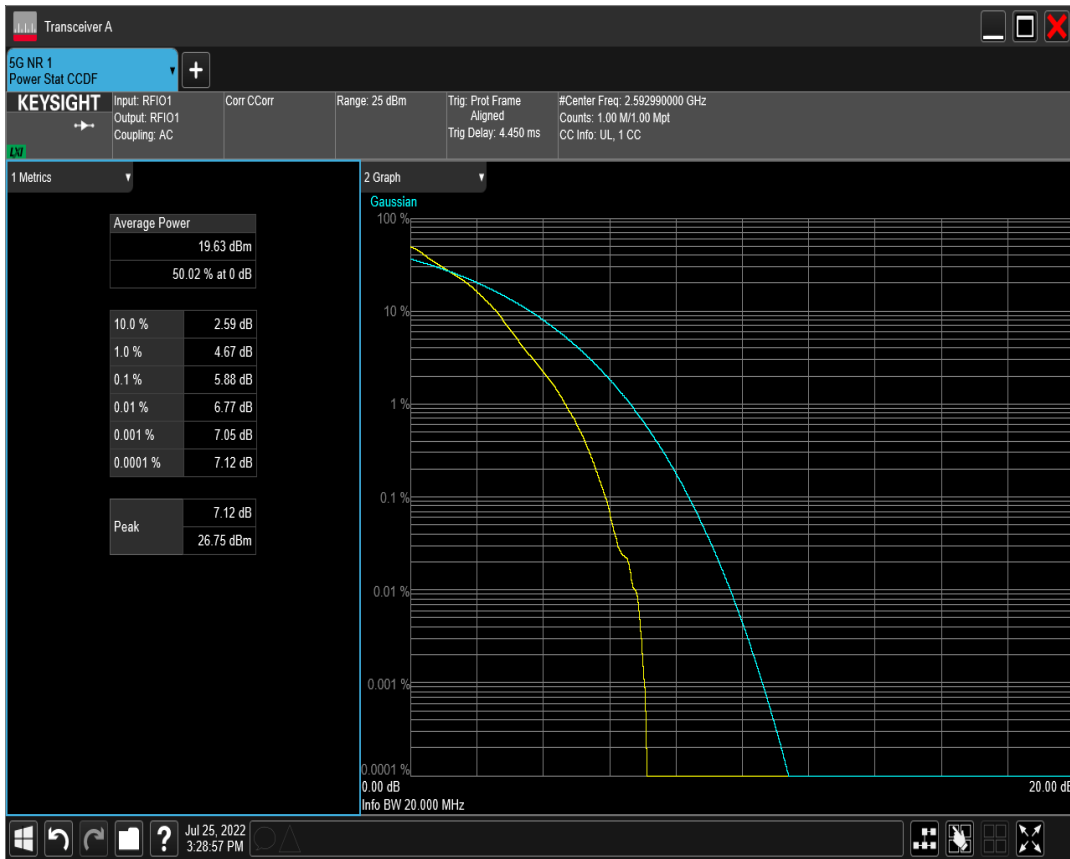 Transceiver A
5G NR 1
Power Stat CCDF
KEYSIGHT
LXI
Input: RFIO1
Output: RFIO1
Coupling: AC
Corr CCorr
Range: 25 dBm
Trig: Prot Frame
Aligned
Trig Delay: 4.450 ms
#Center Freq: 2.592990000 GHz
Counts: 1.00 M/1.00 Mpt
CC Info: UL, 1 CC
1 Metrics
Average Power
19.63 dBm
50.02 % at 0 dB
10.0 % 2.59 dB
1.0 % 4.67 dB
0.1 % 5.88 dB
0.01 % 6.77 dB
0.001 % 7.05 dB
0.0001 % 7.12 dB
Peak
7.12 dB
26.75 dBm
2 Graph
Gaussian
100 %
10 %
1 %
0.1 %
0.01 %
0.001 %
0.0001 %
0.00 dB 20.00 dB
Info BW 20.000 MHz
?
Jul 25, 2022
3:28:57 PM